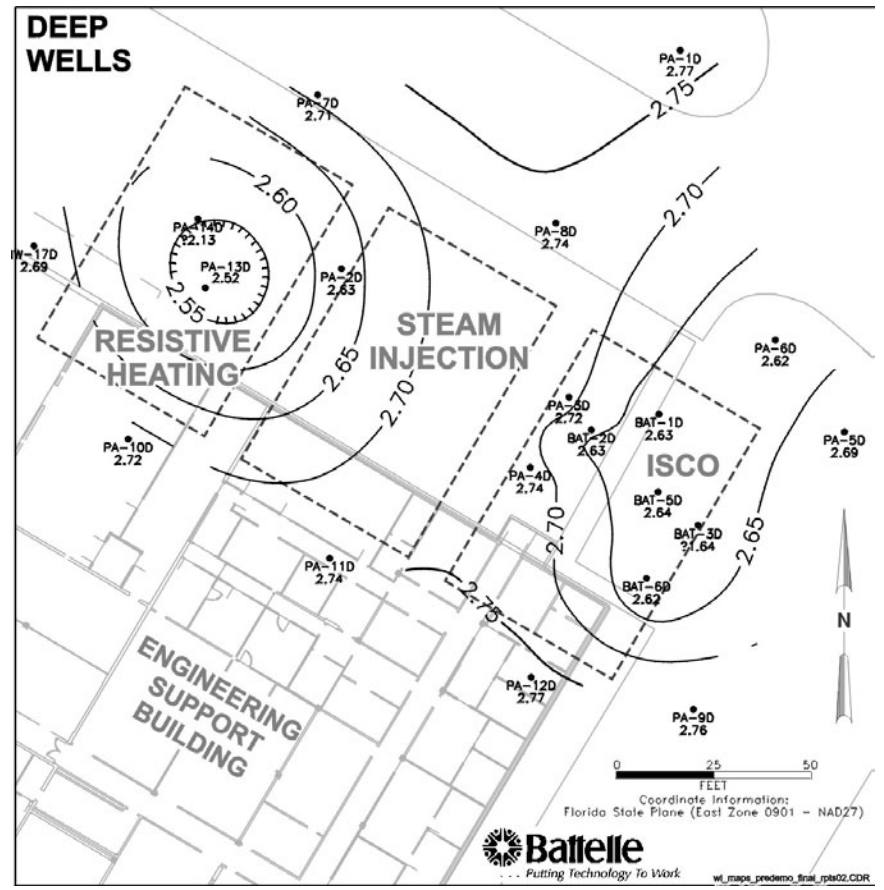 DEEP
WELLS
PA-1D
2.77
2.75
PA-7D
2.71
2.70
2.60
PA-14D
?2.13
PA-8D
2.74
IW-17D
2.69
PA-13D
2.52
PA-2D
2.63
2.55
STEAM
INJECTION
RESISTIVE
HEATING
2.65
PA-6D
2.62
2.70
PA-3D
2.72
BAT-1D
2.63
BAT-2D
2.63
PA-10D
2.72
PA-5D
2.69
ISCO
PA-4D
2.74
BAT-5D
2.64
2.65
2.70
BAT-3D
?1.64
PA-11D
2.74
BAT-6D
2.62
2.75
N
ENGINEERING
SUPPORT
BUILDING
PA-12D
2.77
PA-9D
2.76
0 25 50
FEET
Coordinate Information:
Florida State Plane (East Zone 0901 - NAD27)
Battelle
. . . Putting Technology To Work
wl_maps_predemo_final_rpts02.CDR